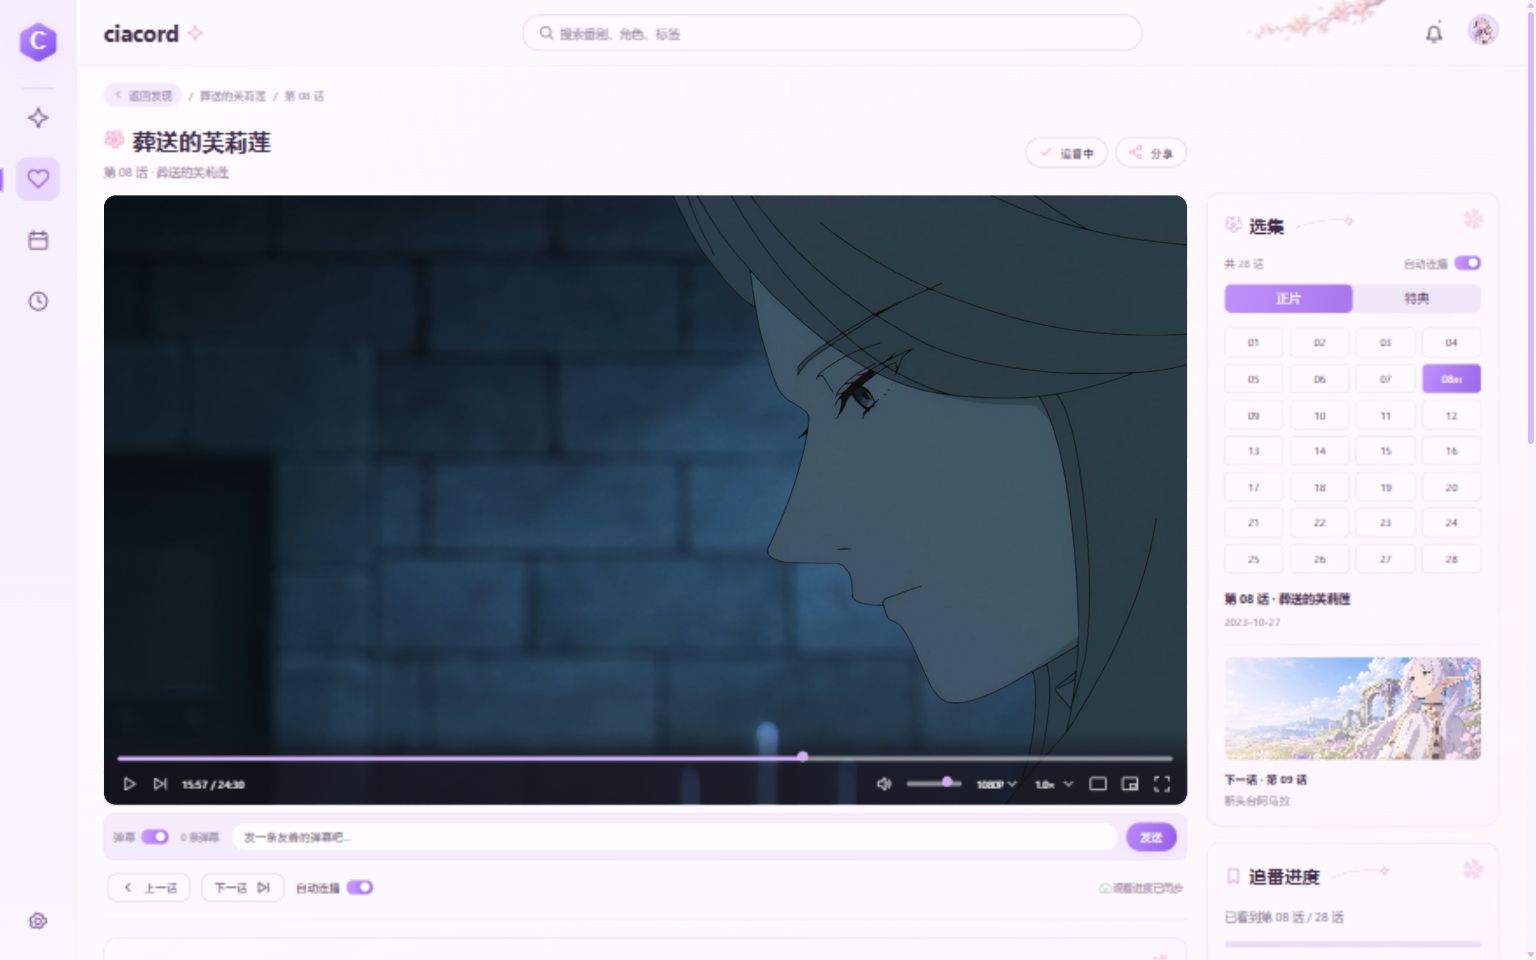 C
ciacord
搜索番剧、角色、标签
返回发现 / 葬送的芙莉莲 / 第 08 话
葬送的芙莉莲
第 08 话 · 葬送的芙莉莲
追番中
分享
15:57 / 24:30
1080P
1.0x
弹幕
0 条弹幕
发一条友善的弹幕吧...
发送
上一话
下一话
自动连播
观看进度已同步
选集
共 28 话
自动连播
正片
特典
01 02 03 04
05 06 07 08
09 10 11 12
13 14 15 16
17 18 19 20
21 22 23 24
25 26 27 28
第 08 话 · 葬送的芙莉莲
2023-10-27
下一话 · 第 09 话
断头台阿乌拉
追番进度
已看到第 08 话 / 28 话